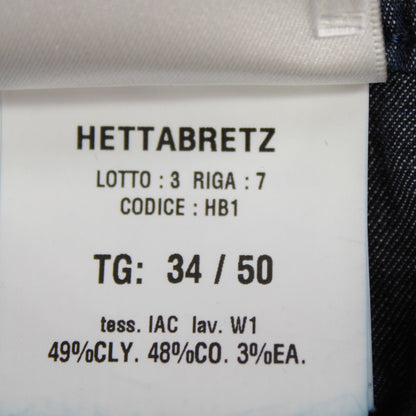 HETTABRETZ
LOTTO : 3 RIGA : 7
CODICE : HB1
TG: 34 / 50
tess. IAC lav. W1
49%CLY. 48%CO. 3%EA.